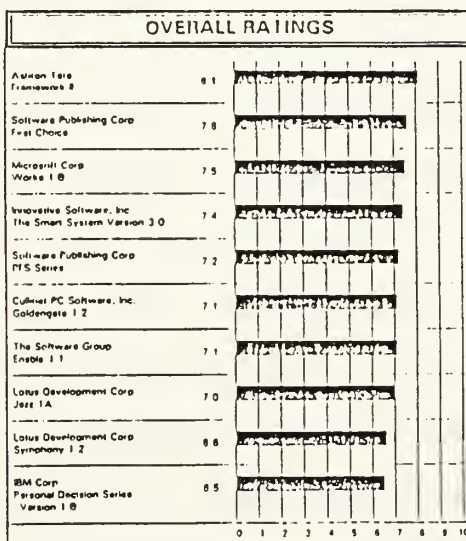 OVERALL RATINGS
Ashton Tate
Framework II 8.1
Software Publishing Corp
First Choice 7.8
Microsoft Corp
Works 1.0 7.5
Innovative Software, Inc
The Smart System Version 3.0 7.4
Software Publishing Corp
PFS Series 7.2
Cullinet PC Software, Inc.
Goldengate 1.2 7.1
The Software Group
Enable 1.1 7.1
Lotus Development Corp
Jazz 1A 7.0
Lotus Development Corp
Symphony 1.2 6.6
IBM Corp
Personal Decision Series
Version 1.0 6.5
0 1 2 3 4 5 6 7 8 9 10